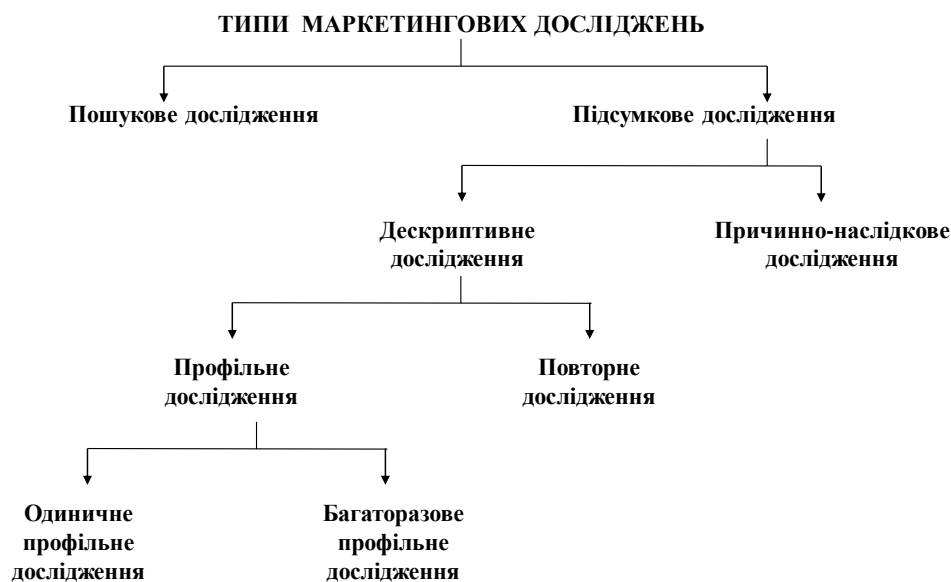 ТИПИ МАРКЕТИНГОВИХ ДОСЛІДЖЕНЬ
Пошукове дослідження
Підсумкове дослідження
Дескриптивне
дослідження
Причинно-наслідкове
дослідження
Профільне
дослідження
Повторне
дослідження
Одиничне
профільне
дослідження
Багаторазове
профільне
дослідження